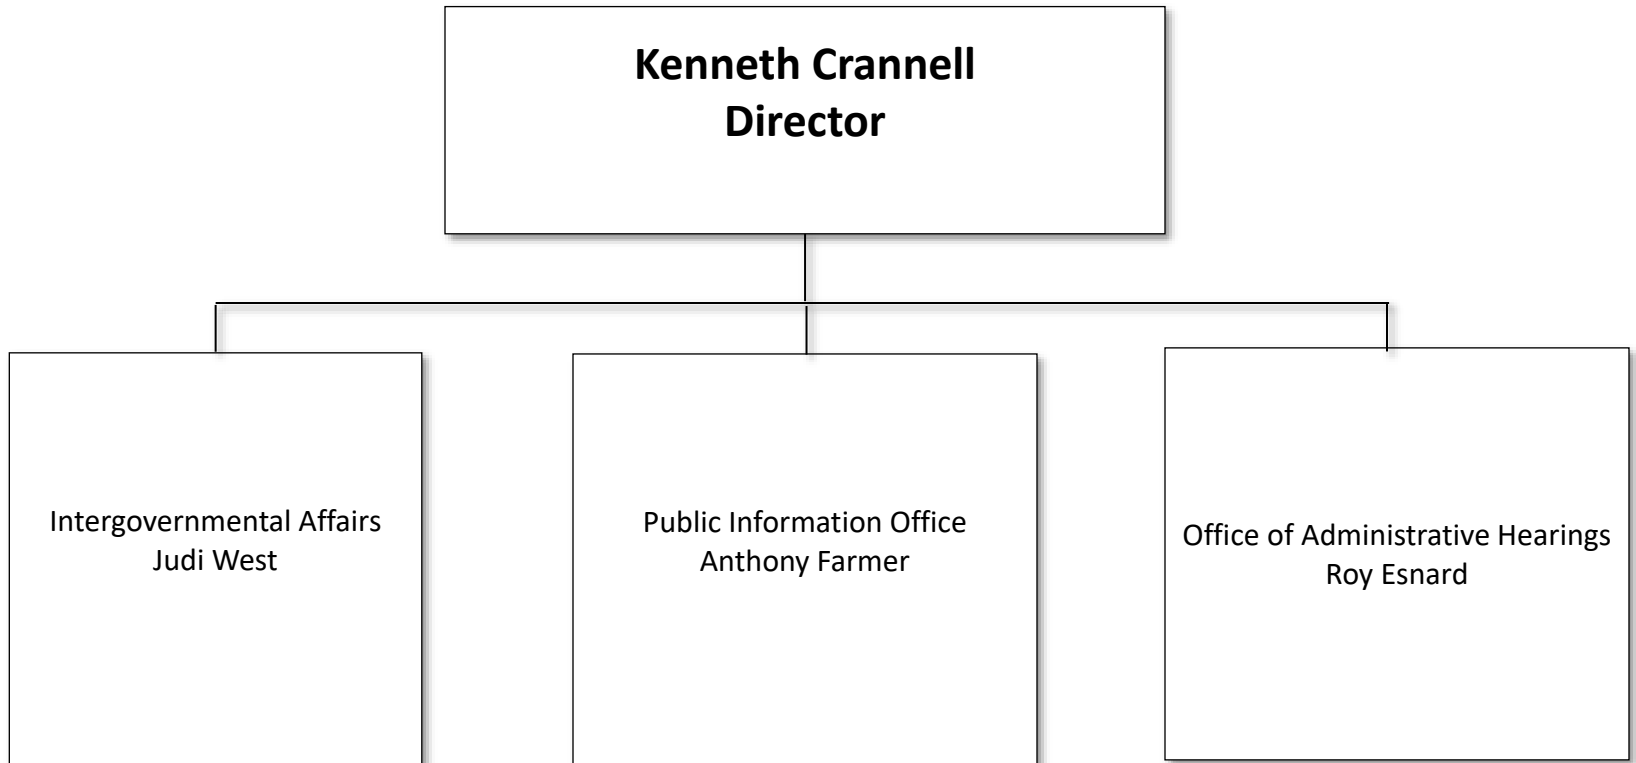 Kenneth Crannell
Director
Intergovernmental Affairs
Judi West
Public Information Office
Anthony Farmer
Office of Administrative Hearings
Roy Esnard